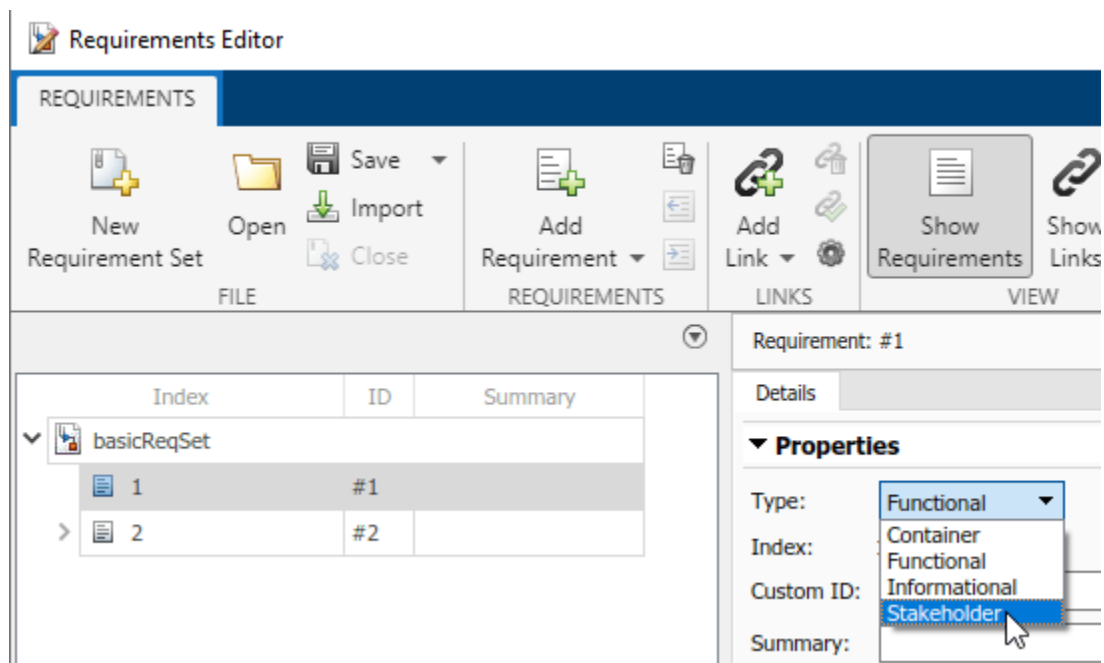 Requirements Editor
REQUIREMENTS
New
Requirement Set
Open
Save
Import
Close
FILE
Add
Requirement
REQUIREMENTS
Add
Link
LINKS
Show
Requirements
Show
Links
VIEW
Index ID Summary
basicReqSet
1 #1
2 #2
Requirement: #1
Details
Properties
Type: Functional
Container
Functional
Informational
Stakeholder
Index:
Custom ID:
Summary: